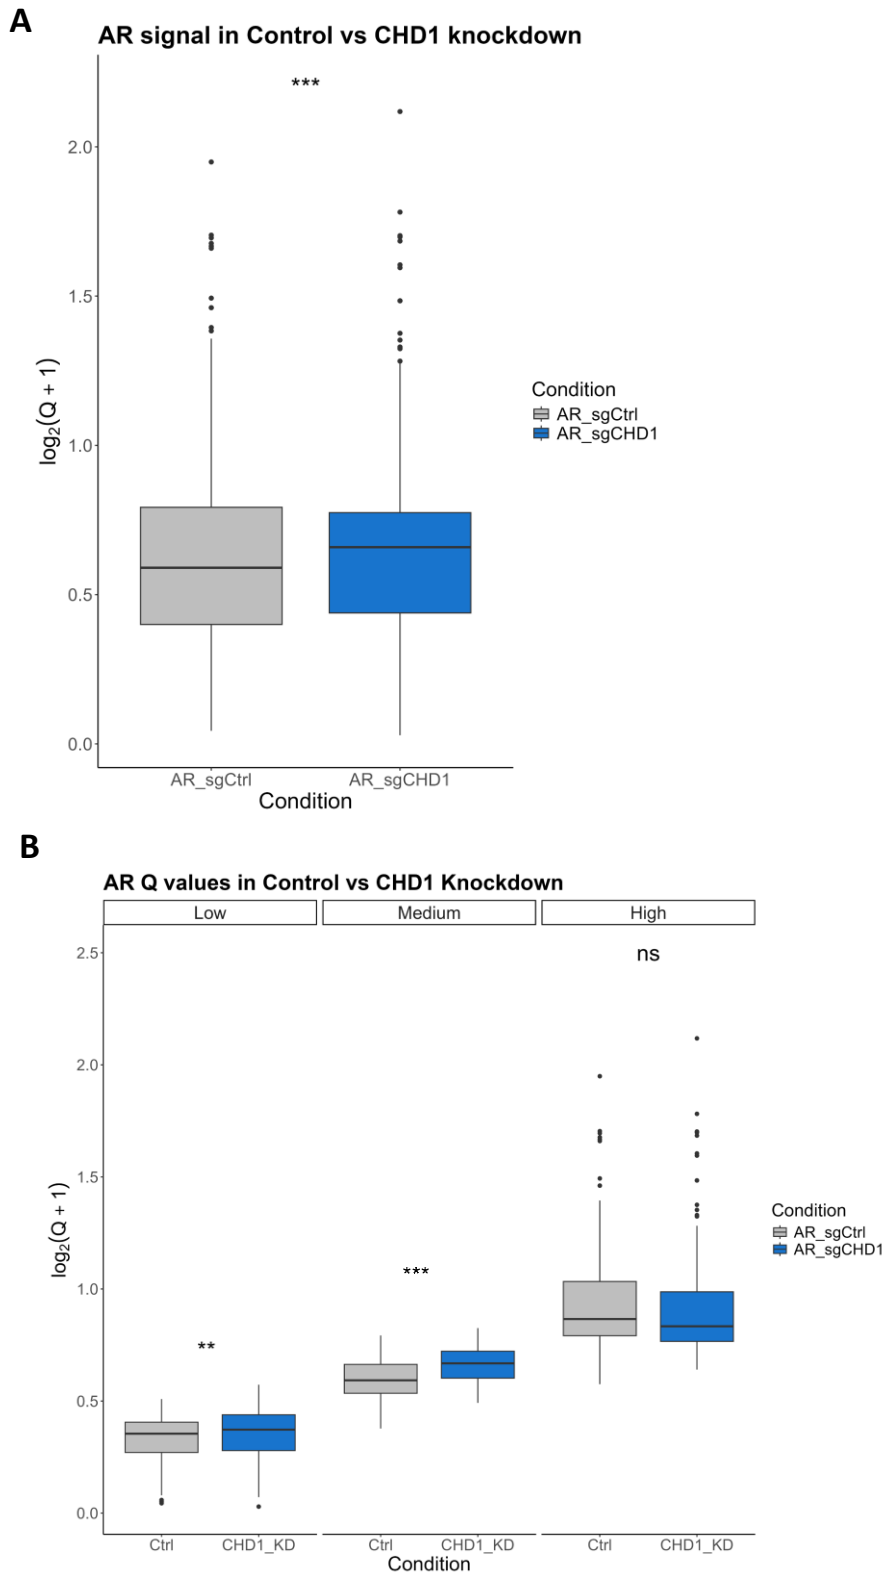 A
AR signal in Control vs CHD1 knockdown
***
2.0
1.5
1.0
0.5
0.0
log₂(Q + 1)
AR_sgCtrl
AR_sgCHD1
Condition
Condition
AR_sgCtrl
AR_sgCHD1
B
AR Q values in Control vs CHD1 Knockdown
Low
Medium
High
ns
***
**
2.5
2.0
1.5
1.0
0.5
0.0
log₂(Q + 1)
Ctrl
CHD1_KD
Ctrl
CHD1_KD
Ctrl
CHD1_KD
Condition
Condition
AR_sgCtrl
AR_sgCHD1